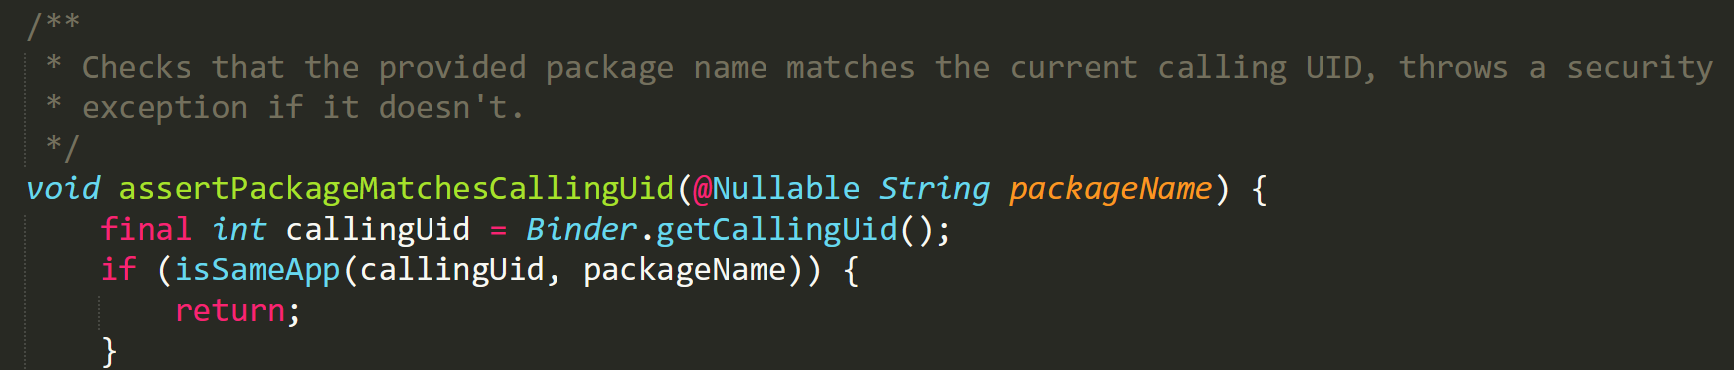 /**
 * Checks that the provided package name matches the current calling UID, throws a security
 * exception if it doesn't.
 */
void assertPackageMatchesCallingUid(@Nullable String packageName) {
    final int callingUid = Binder.getCallingUid();
    if (isSameApp(callingUid, packageName)) {
        return;
    }